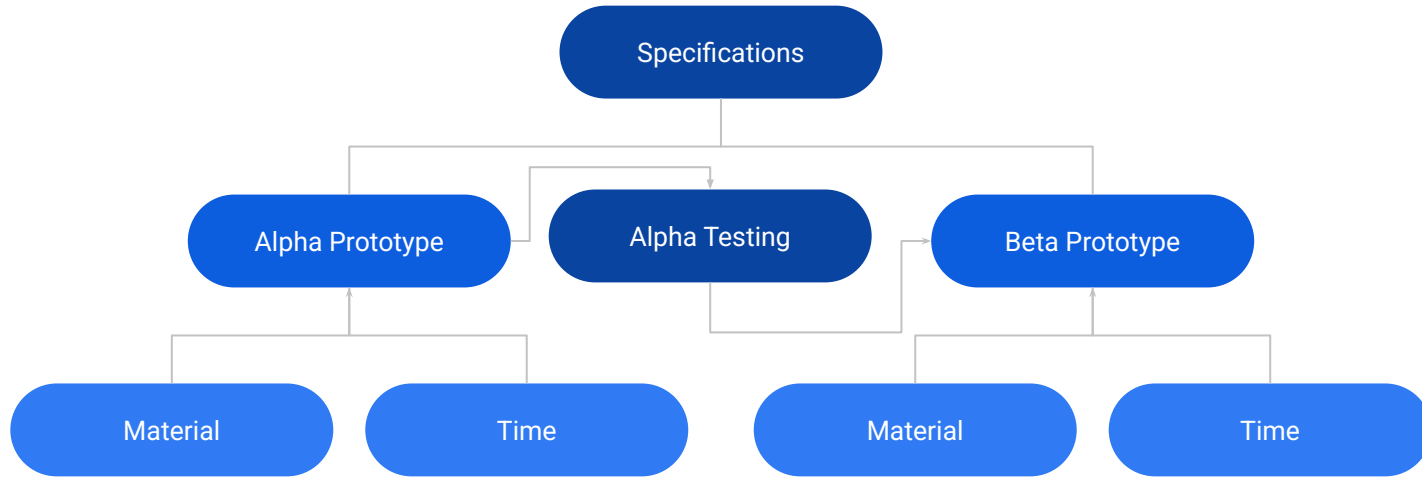 Specifications
Alpha Prototype
Alpha Testing
Beta Prototype
Material
Time
Material
Time